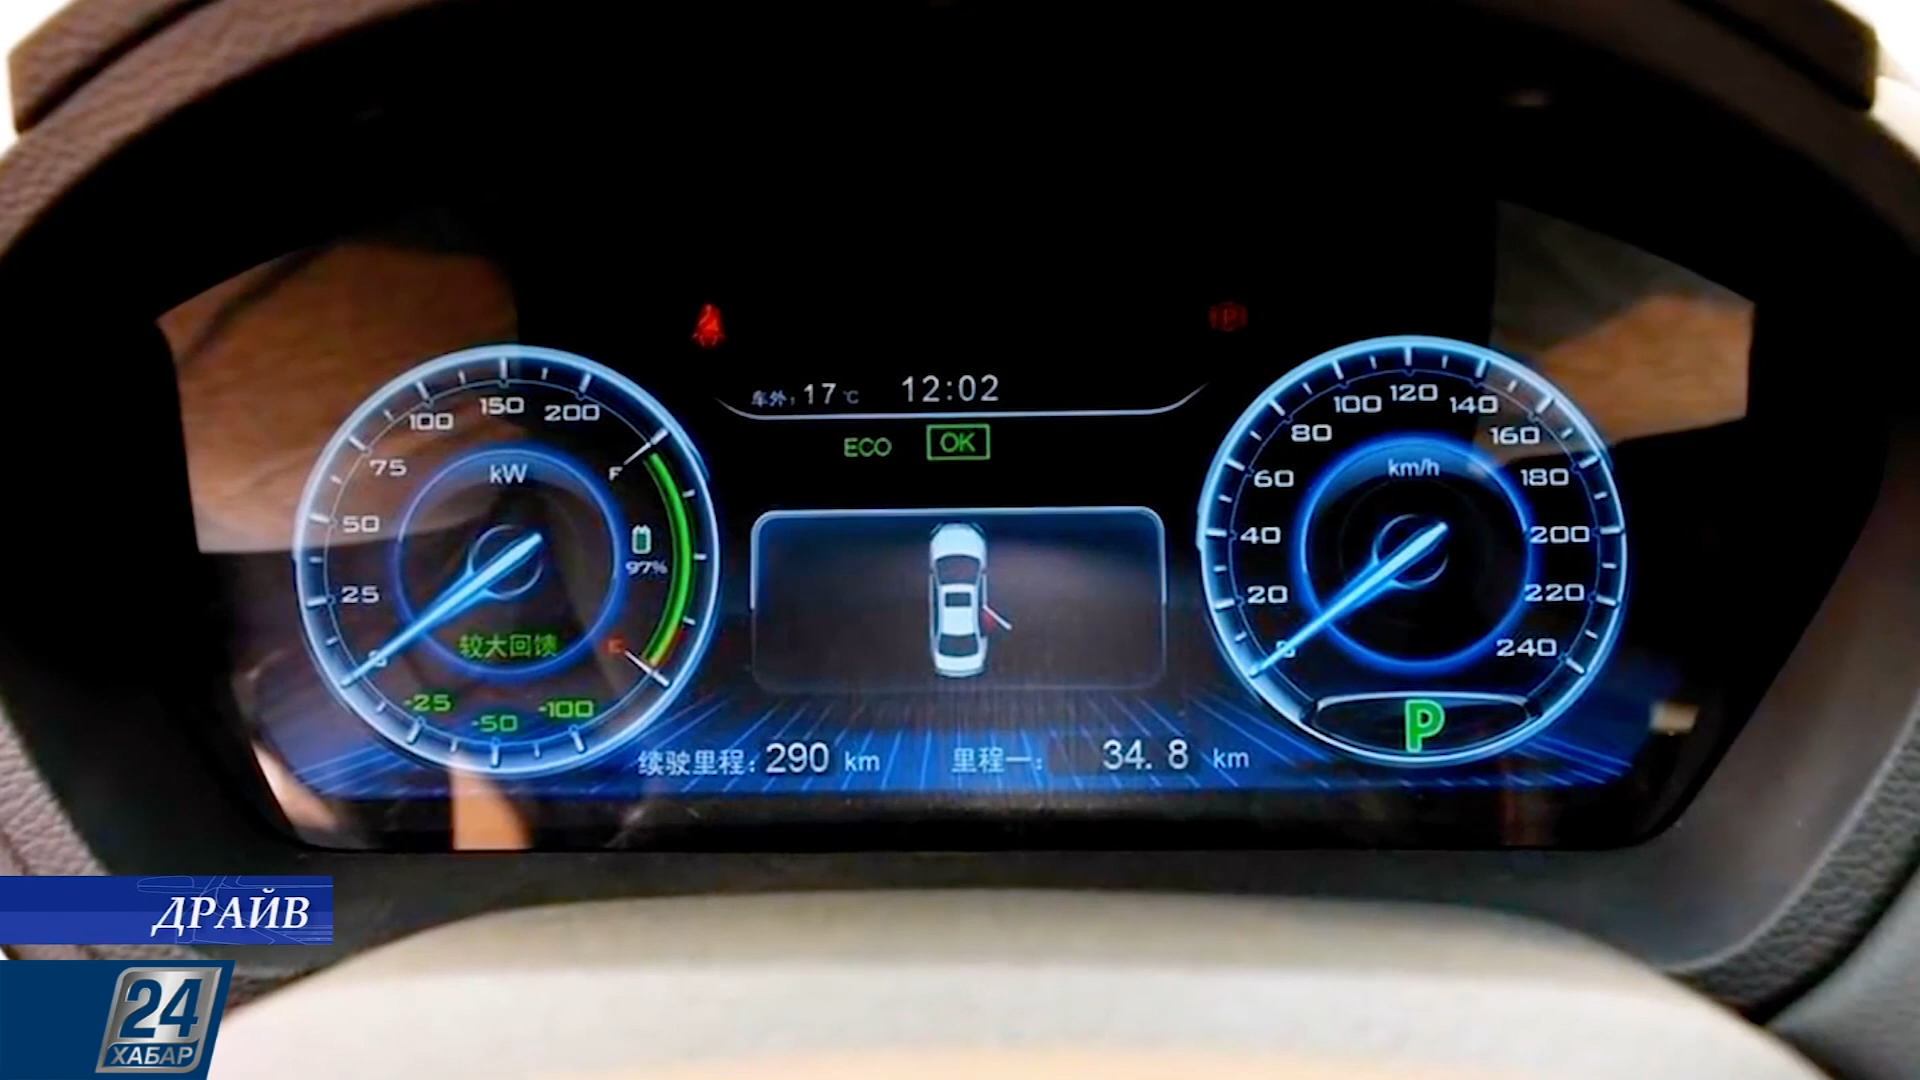 车外: 17 ℃ 12:02
ECO OK
kW
-100 -50 -25 S 25 50 75 100 150 200
F
97%
E
较大回馈
km/h
S 20 40 60 80 100 120 140 160 180 200 220 240
P
续驶里程: 290 km 里程一: 34.8 km
ДРАЙВ
24
ХАБАР